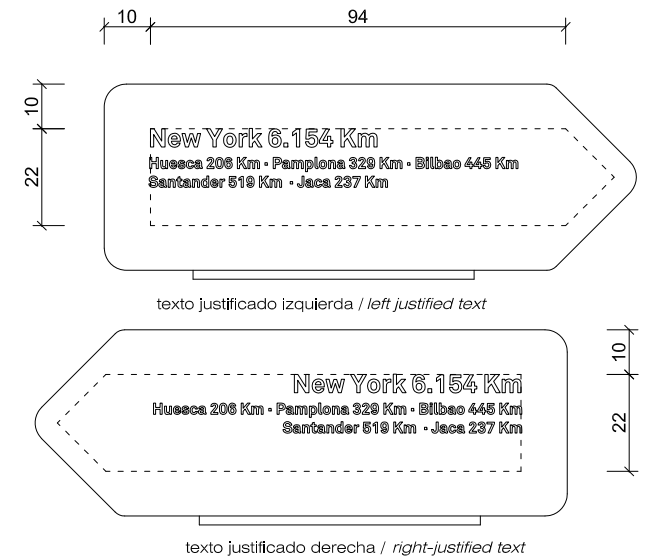 10 94
10
22
New York 6.154 Km
Huesca 206 Km · Pamplona 329 Km · Bilbao 445 Km
Santander 519 Km · Jaca 237 Km
texto justificado izquierda / left justified text
10
22
New York 6.154 Km
Huesca 206 Km · Pamplona 329 Km · Bilbao 445 Km
Santander 519 Km · Jaca 237 Km
texto justificado derecha / right-justified text